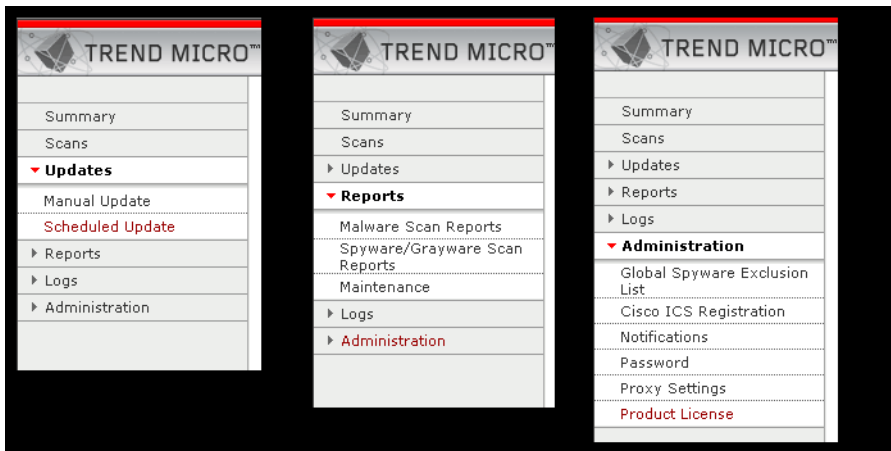 TREND MICRO™
Summary
Scans
Updates
Manual Update
Scheduled Update
Reports
Logs
Administration
TREND MICRO™
Summary
Scans
Updates
Reports
Malware Scan Reports
Spyware/Grayware Scan
Reports
Maintenance
Logs
Administration
TREND MICRO™
Summary
Scans
Updates
Reports
Logs
Administration
Global Spyware Exclusion
List
Cisco ICS Registration
Notifications
Password
Proxy Settings
Product License